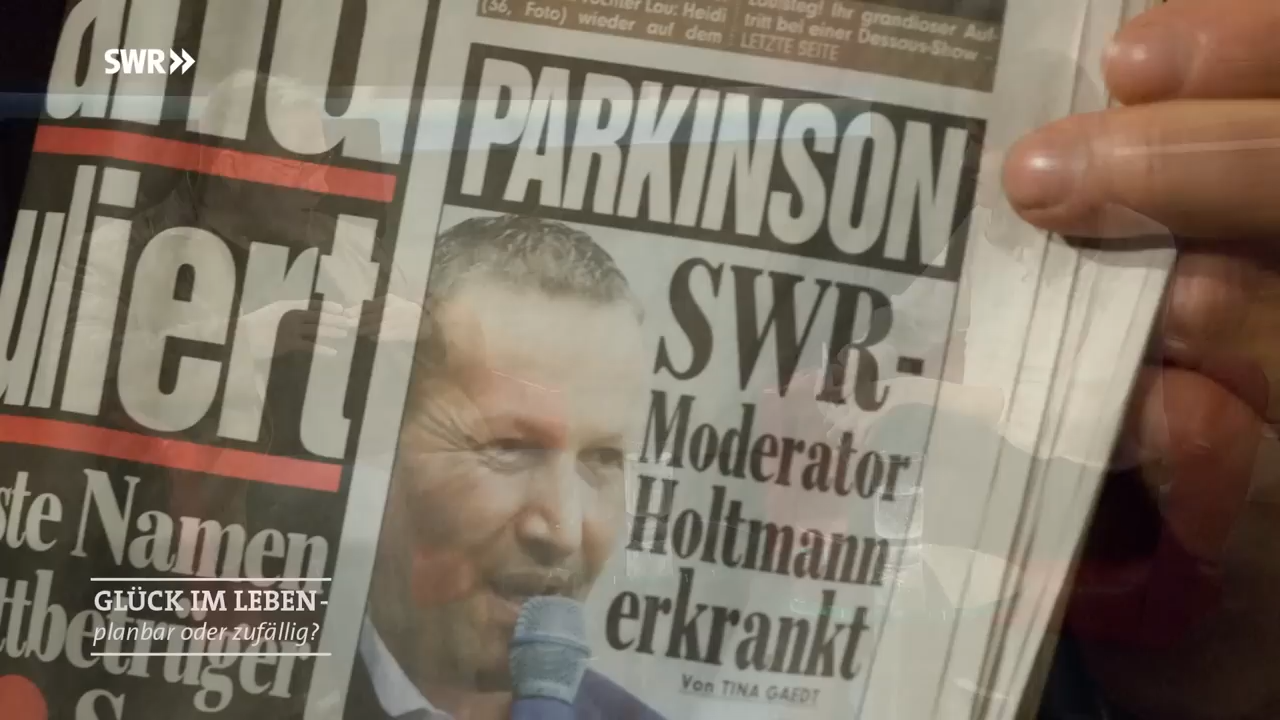 SWR
(36, Foto) wieder auf dem
tritt bei einer Dessous-Show -
LETZTE SEITE
PARKINSON
SWR-
Moderator
Holtmann
erkrankt
Von TINA GAEDT
uliert
ste Namen
ttbetrüger
GLÜCK IM LEBEN-
planbar oder zufällig?